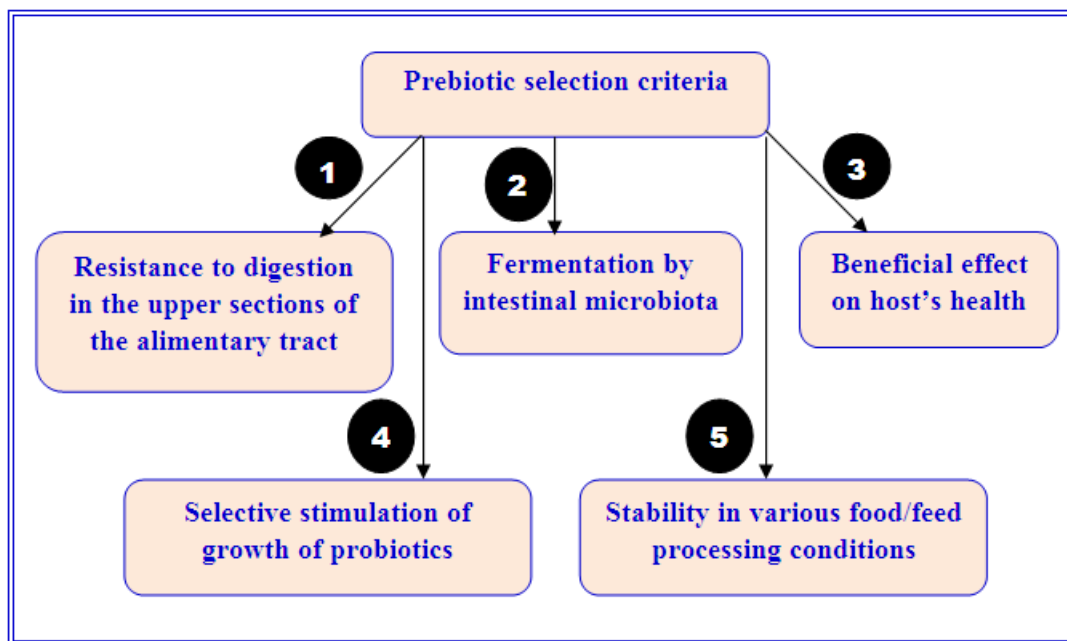 Prebiotic selection criteria
1
2
3
Resistance to digestion
in the upper sections of
the alimentary tract
Fermentation by
intestinal microbiota
Beneficial effect
on host’s health
4
5
Selective stimulation of
growth of probiotics
Stability in various food/feed
processing conditions